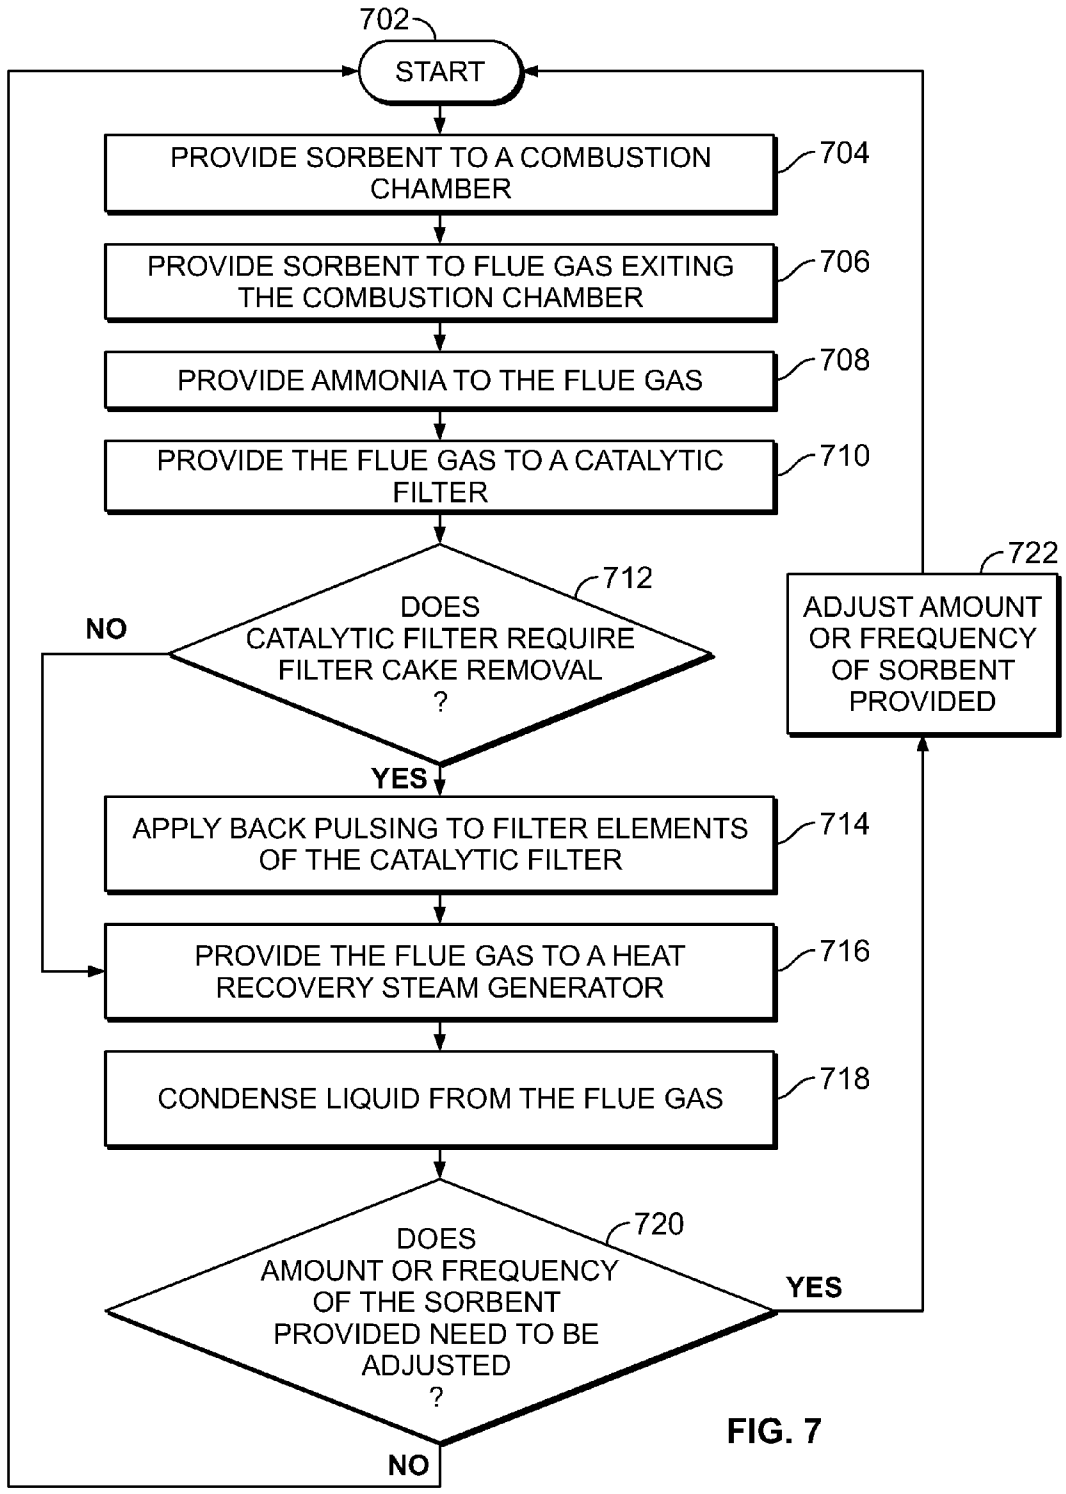 702
START
PROVIDE SORBENT TO A COMBUSTION
CHAMBER
704
PROVIDE SORBENT TO FLUE GAS EXITING
THE COMBUSTION CHAMBER
706
PROVIDE AMMONIA TO THE FLUE GAS
708
PROVIDE THE FLUE GAS TO A CATALYTIC
FILTER
710
DOES
CATALYTIC FILTER REQUIRE
FILTER CAKE REMOVAL
?
712
NO
YES
722
ADJUST AMOUNT
OR FREQUENCY
OF SORBENT
PROVIDED
APPLY BACK PULSING TO FILTER ELEMENTS
OF THE CATALYTIC FILTER
714
PROVIDE THE FLUE GAS TO A HEAT
RECOVERY STEAM GENERATOR
716
CONDENSE LIQUID FROM THE FLUE GAS
718
DOES
AMOUNT OR FREQUENCY
OF THE SORBENT
PROVIDED NEED TO BE
ADJUSTED
?
720
YES
NO
FIG. 7